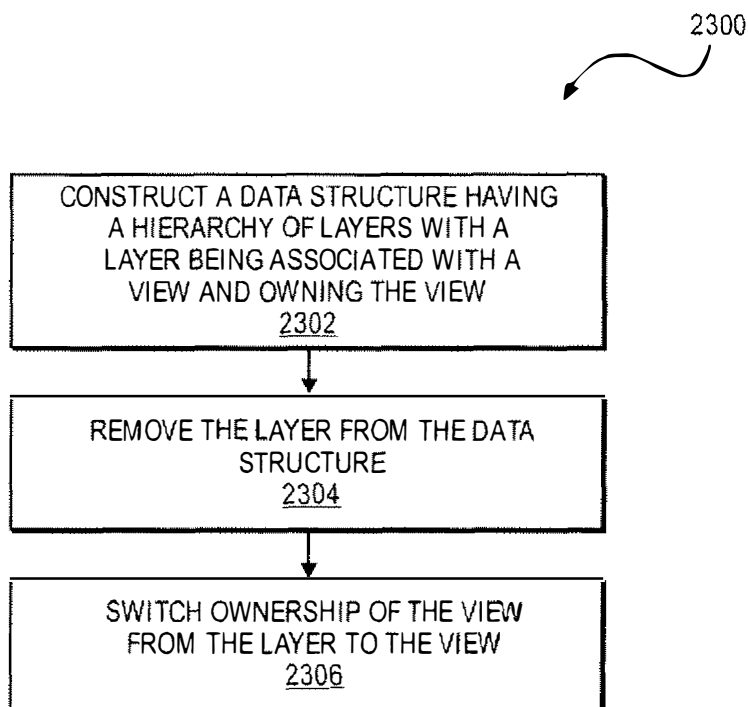 2300
CONSTRUCT A DATA STRUCTURE HAVING
A HIERARCHY OF LAYERS WITH A
LAYER BEING ASSOCIATED WITH A
VIEW AND OWNING THE VIEW
2302
REMOVE THE LAYER FROM THE DATA
STRUCTURE
2304
SWITCH OWNERSHIP OF THE VIEW
FROM THE LAYER TO THE VIEW
2306